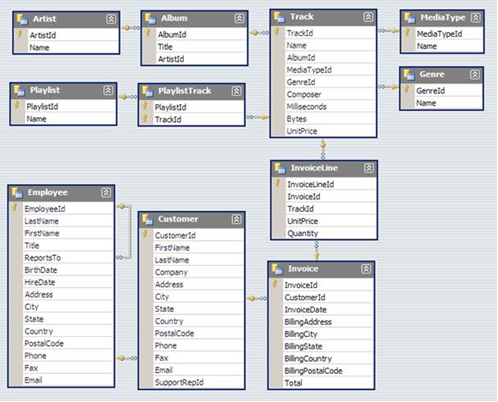 Artist
ArtistId
Name
Album
AlbumId
Title
ArtistId
Track
TrackId
Name
AlbumId
MediaTypeId
GenreId
Composer
Milliseconds
Bytes
UnitPrice
MediaType
MediaTypeId
Name
Genre
GenreId
Name
Playlist
PlaylistId
Name
PlaylistTrack
PlaylistId
TrackId
InvoiceLine
InvoiceLineId
InvoiceId
TrackId
UnitPrice
Quantity
Employee
EmployeeId
LastName
FirstName
Title
ReportsTo
BirthDate
HireDate
Address
City
State
Country
PostalCode
Phone
Fax
Email
Customer
CustomerId
FirstName
LastName
Company
Address
City
State
Country
PostalCode
Phone
Fax
Email
SupportRepId
Invoice
InvoiceId
CustomerId
InvoiceDate
BillingAddress
BillingCity
BillingState
BillingCountry
BillingPostalCode
Total